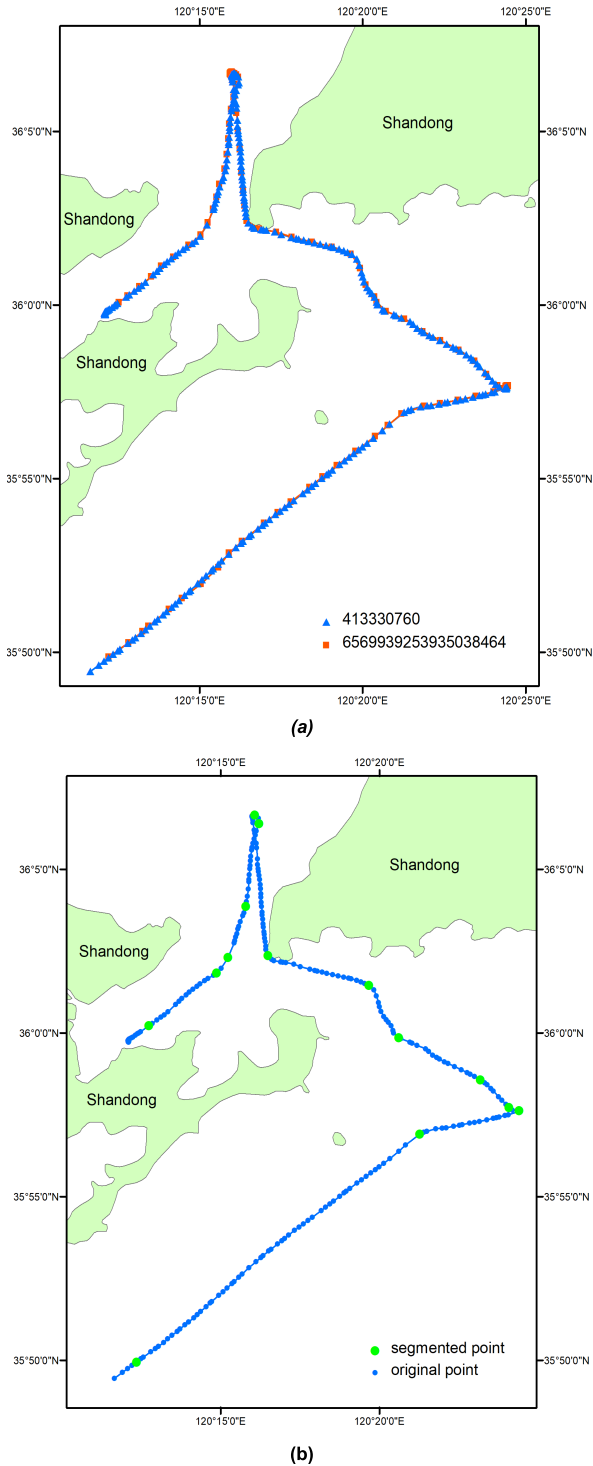 120°15'0"E 120°20'0"E 120°25'0"E
36°5'0"N 36°5'0"N
Shandong
Shandong
36°0'0"N 36°0'0"N
Shandong
35°55'0"N 35°55'0"N
413330760
6569939253935038464
35°50'0"N 35°50'0"N
120°15'0"E 120°20'0"E 120°25'0"E
(a)
120°15'0"E 120°20'0"E
36°5'0"N 36°5'0"N
Shandong
Shandong
36°0'0"N 36°0'0"N
Shandong
35°55'0"N 35°55'0"N
segmented point
35°50'0"N 35°50'0"N
original point
120°15'0"E 120°20'0"E
(b)